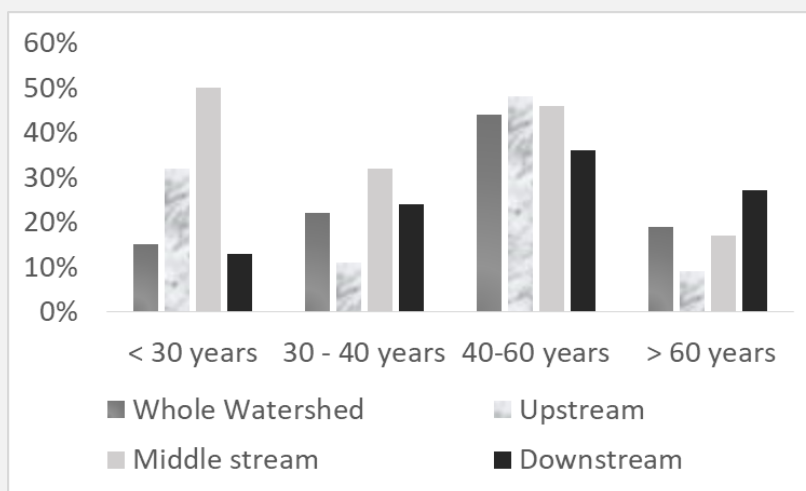 60%
50%
40%
30%
20%
10%
0%
< 30 years 30 - 40 years 40-60 years > 60 years
Whole Watershed Upstream
Middle stream Downstream